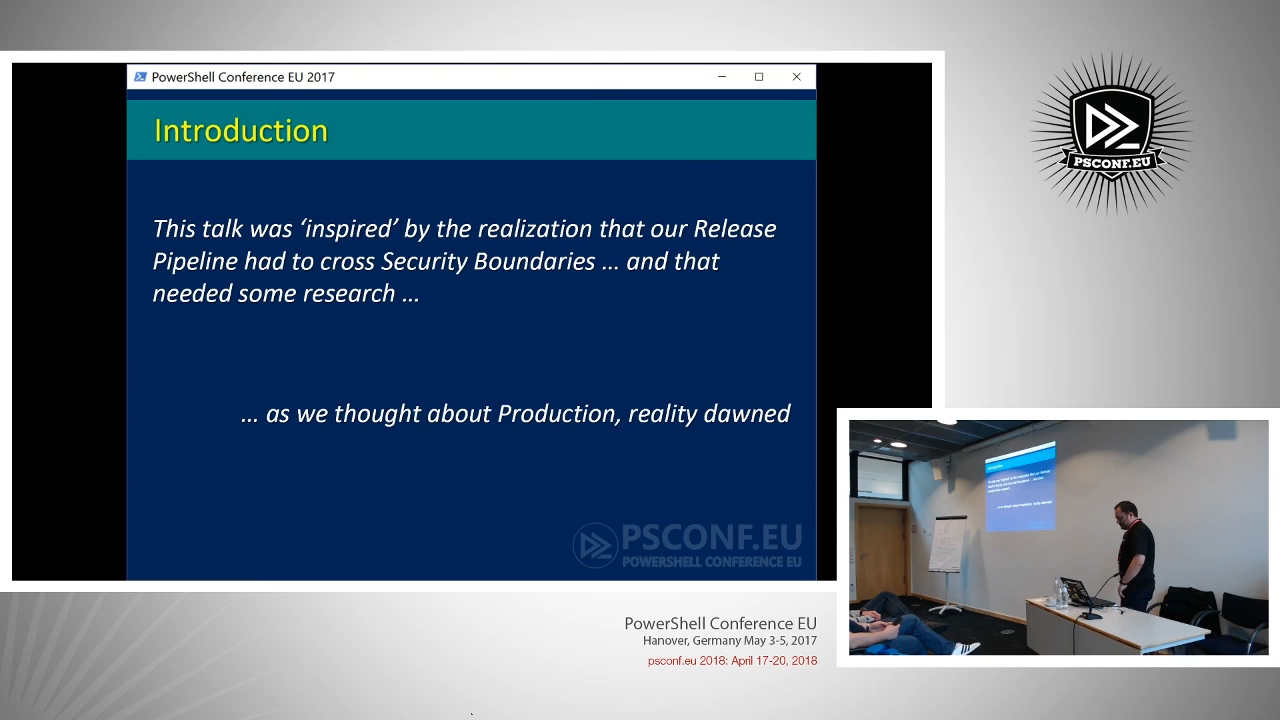 PowerShell Conference EU 2017
Introduction
This talk was ‘inspired’ by the realization that our Release
Pipeline had to cross Security Boundaries … and that
needed some research …
… as we thought about Production, reality dawned
PSCONF.EU
POWERSHELL CONFERENCE EU
PSCONF.EU
PowerShell Conference EU
Hanover, Germany May 3-5, 2017
psconf.eu 2018: April 17-20, 2018